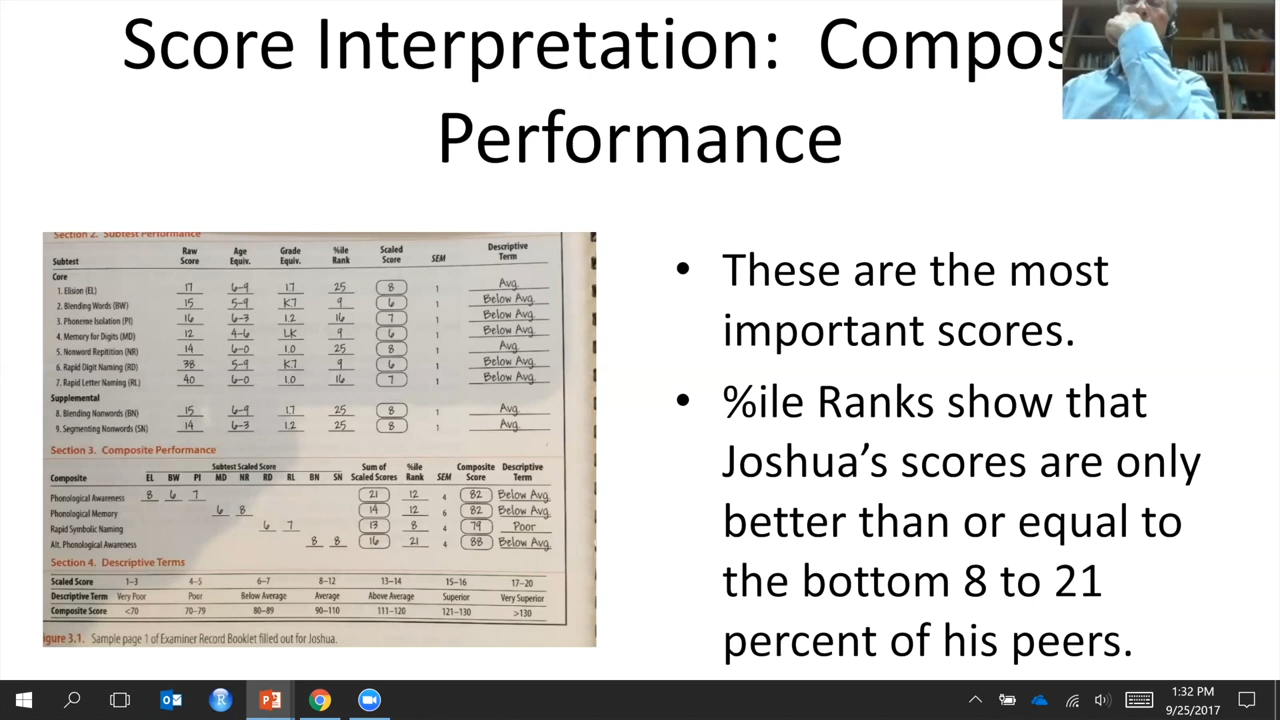 Score Interpretation: Compos
Performance
Section 2. Subtest Performance
Subtest Raw Score Age Equiv. Grade Equiv. %ile Rank Scaled Score SEM Descriptive Term
Core
1. Elision (EL) 17 6-9 1.7 25 8 1 Avg.
2. Blending Words (BW) 15 5-9 K.7 9 6 1 Below Avg.
3. Phoneme Isolation (PI) 16 6-3 1.2 16 7 1 Below Avg.
4. Memory for Digits (MD) 12 4-6 LK 9 6 1 Below Avg.
5. Nonword Repitition (NR) 14 6-0 1.0 25 8 1 Avg.
6. Rapid Digit Naming (RD) 38 5-9 K.7 9 6 1 Below Avg.
7. Rapid Letter Naming (RL) 40 6-0 1.0 16 7 1 Below Avg.
Supplemental
8. Blending Nonwords (BN) 15 6-9 1.7 25 8 1 Avg.
9. Segmenting Nonwords (SN) 14 6-3 1.2 25 8 1 Avg.
Section 3. Composite Performance
Subtest Scaled Score
Composite EL BW PI MD NR RD RL BN SN Sum of Scaled Scores %ile Rank SEM Composite Score Descriptive Term
Phonological Awareness 8 6 7 21 12 4 82 Below Avg.
Phonological Memory 6 8 14 12 6 82 Below Avg.
Rapid Symbolic Naming 6 7 13 8 4 79 Poor
Alt. Phonological Awareness 8 8 16 21 4 88 Below Avg.
Section 4. Descriptive Terms
Scaled Score 1–3 4–5 6–7 8–12 13–14 15–16 17–20
Descriptive Term Very Poor Poor Below Average Average Above Average Superior Very Superior
Composite Score <70 70–79 80–89 90–110 111–120 121–130 >130
igure 3.1. Sample page 1 of Examiner Record Booklet filled out for Joshua.
• These are the most
important scores.
• %ile Ranks show that
Joshua's scores are only
better than or equal to
the bottom 8 to 21
percent of his peers.
1:32 PM
9/25/2017